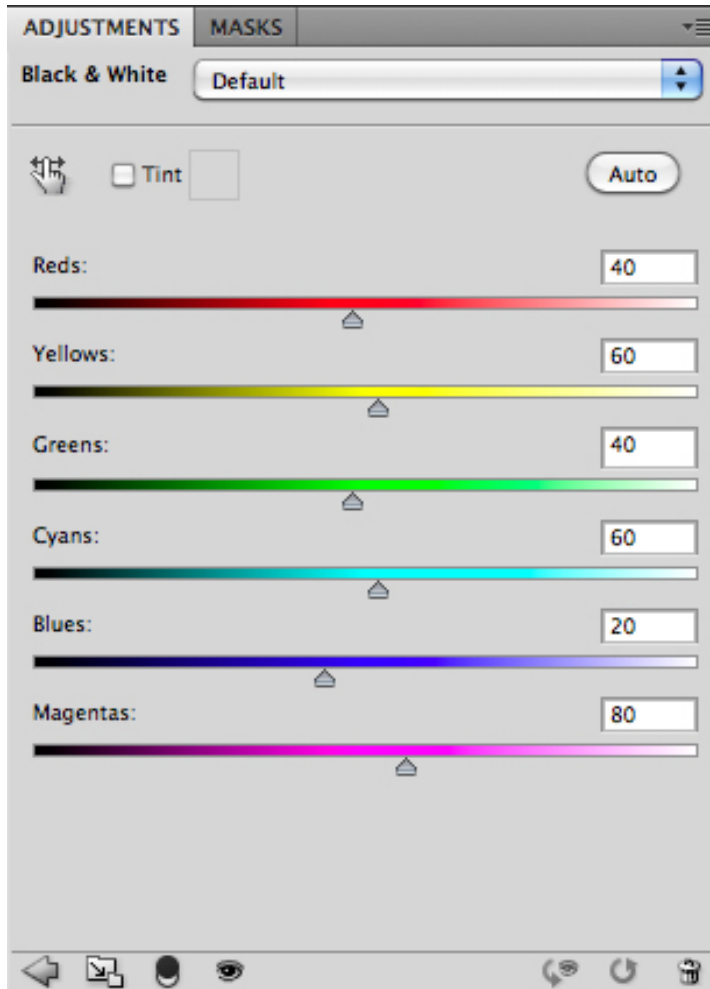 ADJUSTMENTS MASKS
Black & White Default
Tint Auto
Reds: 40
Yellows: 60
Greens: 40
Cyans: 60
Blues: 20
Magentas: 80